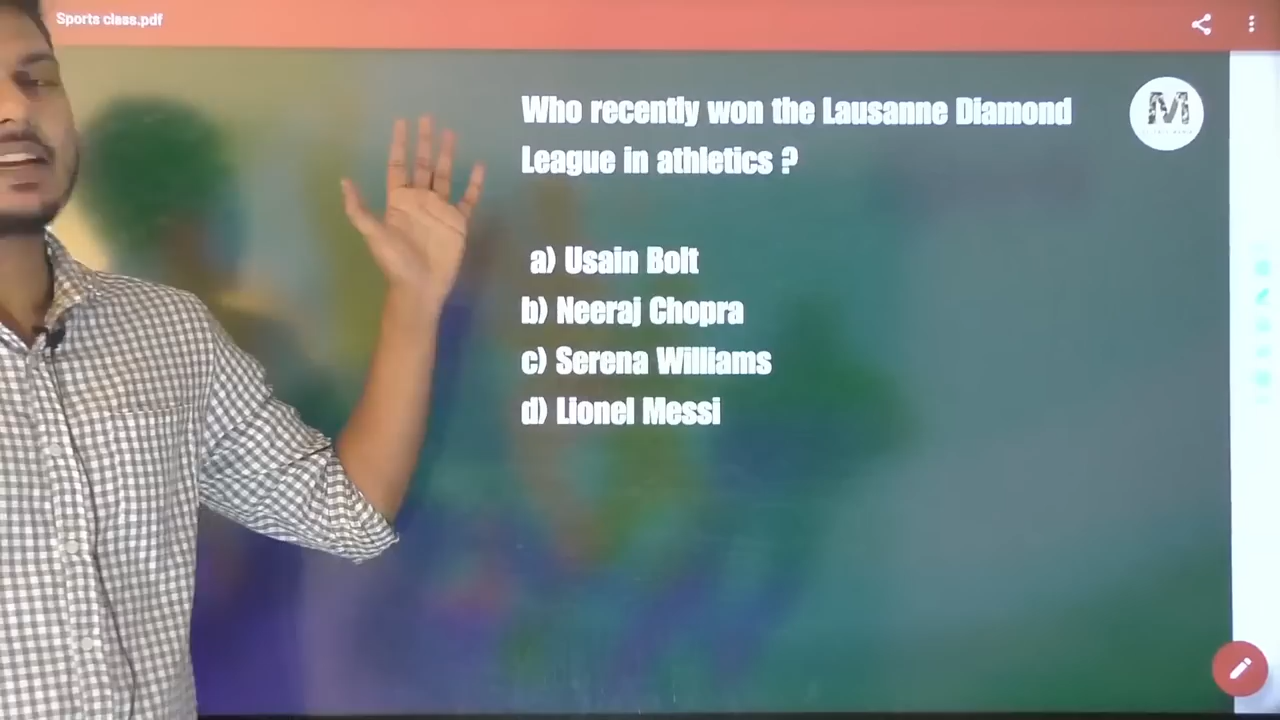 Sports class.pdf
Who recently won the Lausanne Diamond
League in athletics ?
a) Usain Bolt
b) Neeraj Chopra
c) Serena Williams
d) Lionel Messi
M